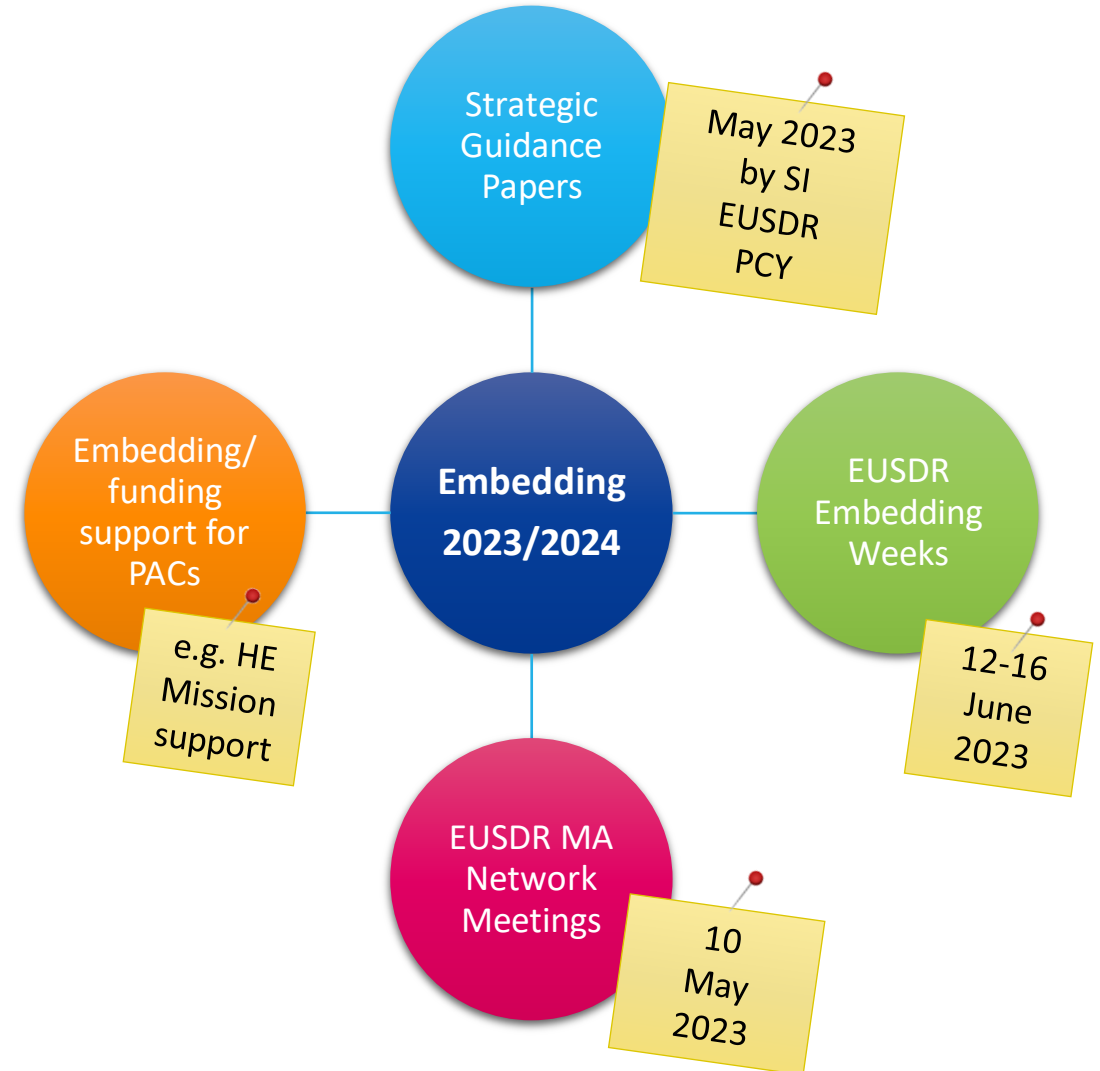 Strategic
Guidance
Papers
May 2023
by SI
EUSDR
PCY
Embedding/
funding
support for
PACs
e.g. HE
Mission
support
Embedding
2023/2024
EUSDR
Embedding
Weeks
12-16
June
2023
EUSDR MA
Network
Meetings
10
May
2023